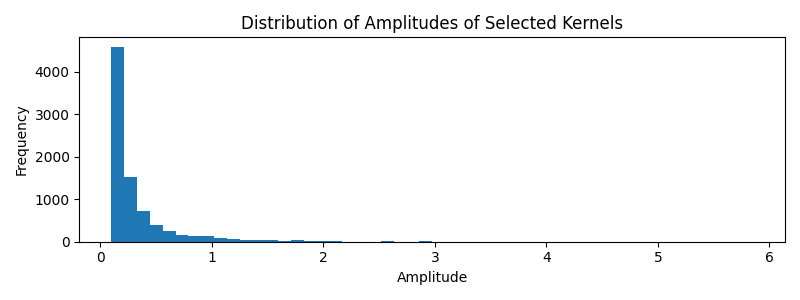 Distribution of Amplitudes of Selected Kernels
Frequency
4000
3000
2000
1000
0
0 1 2 3 4 5 6
Amplitude